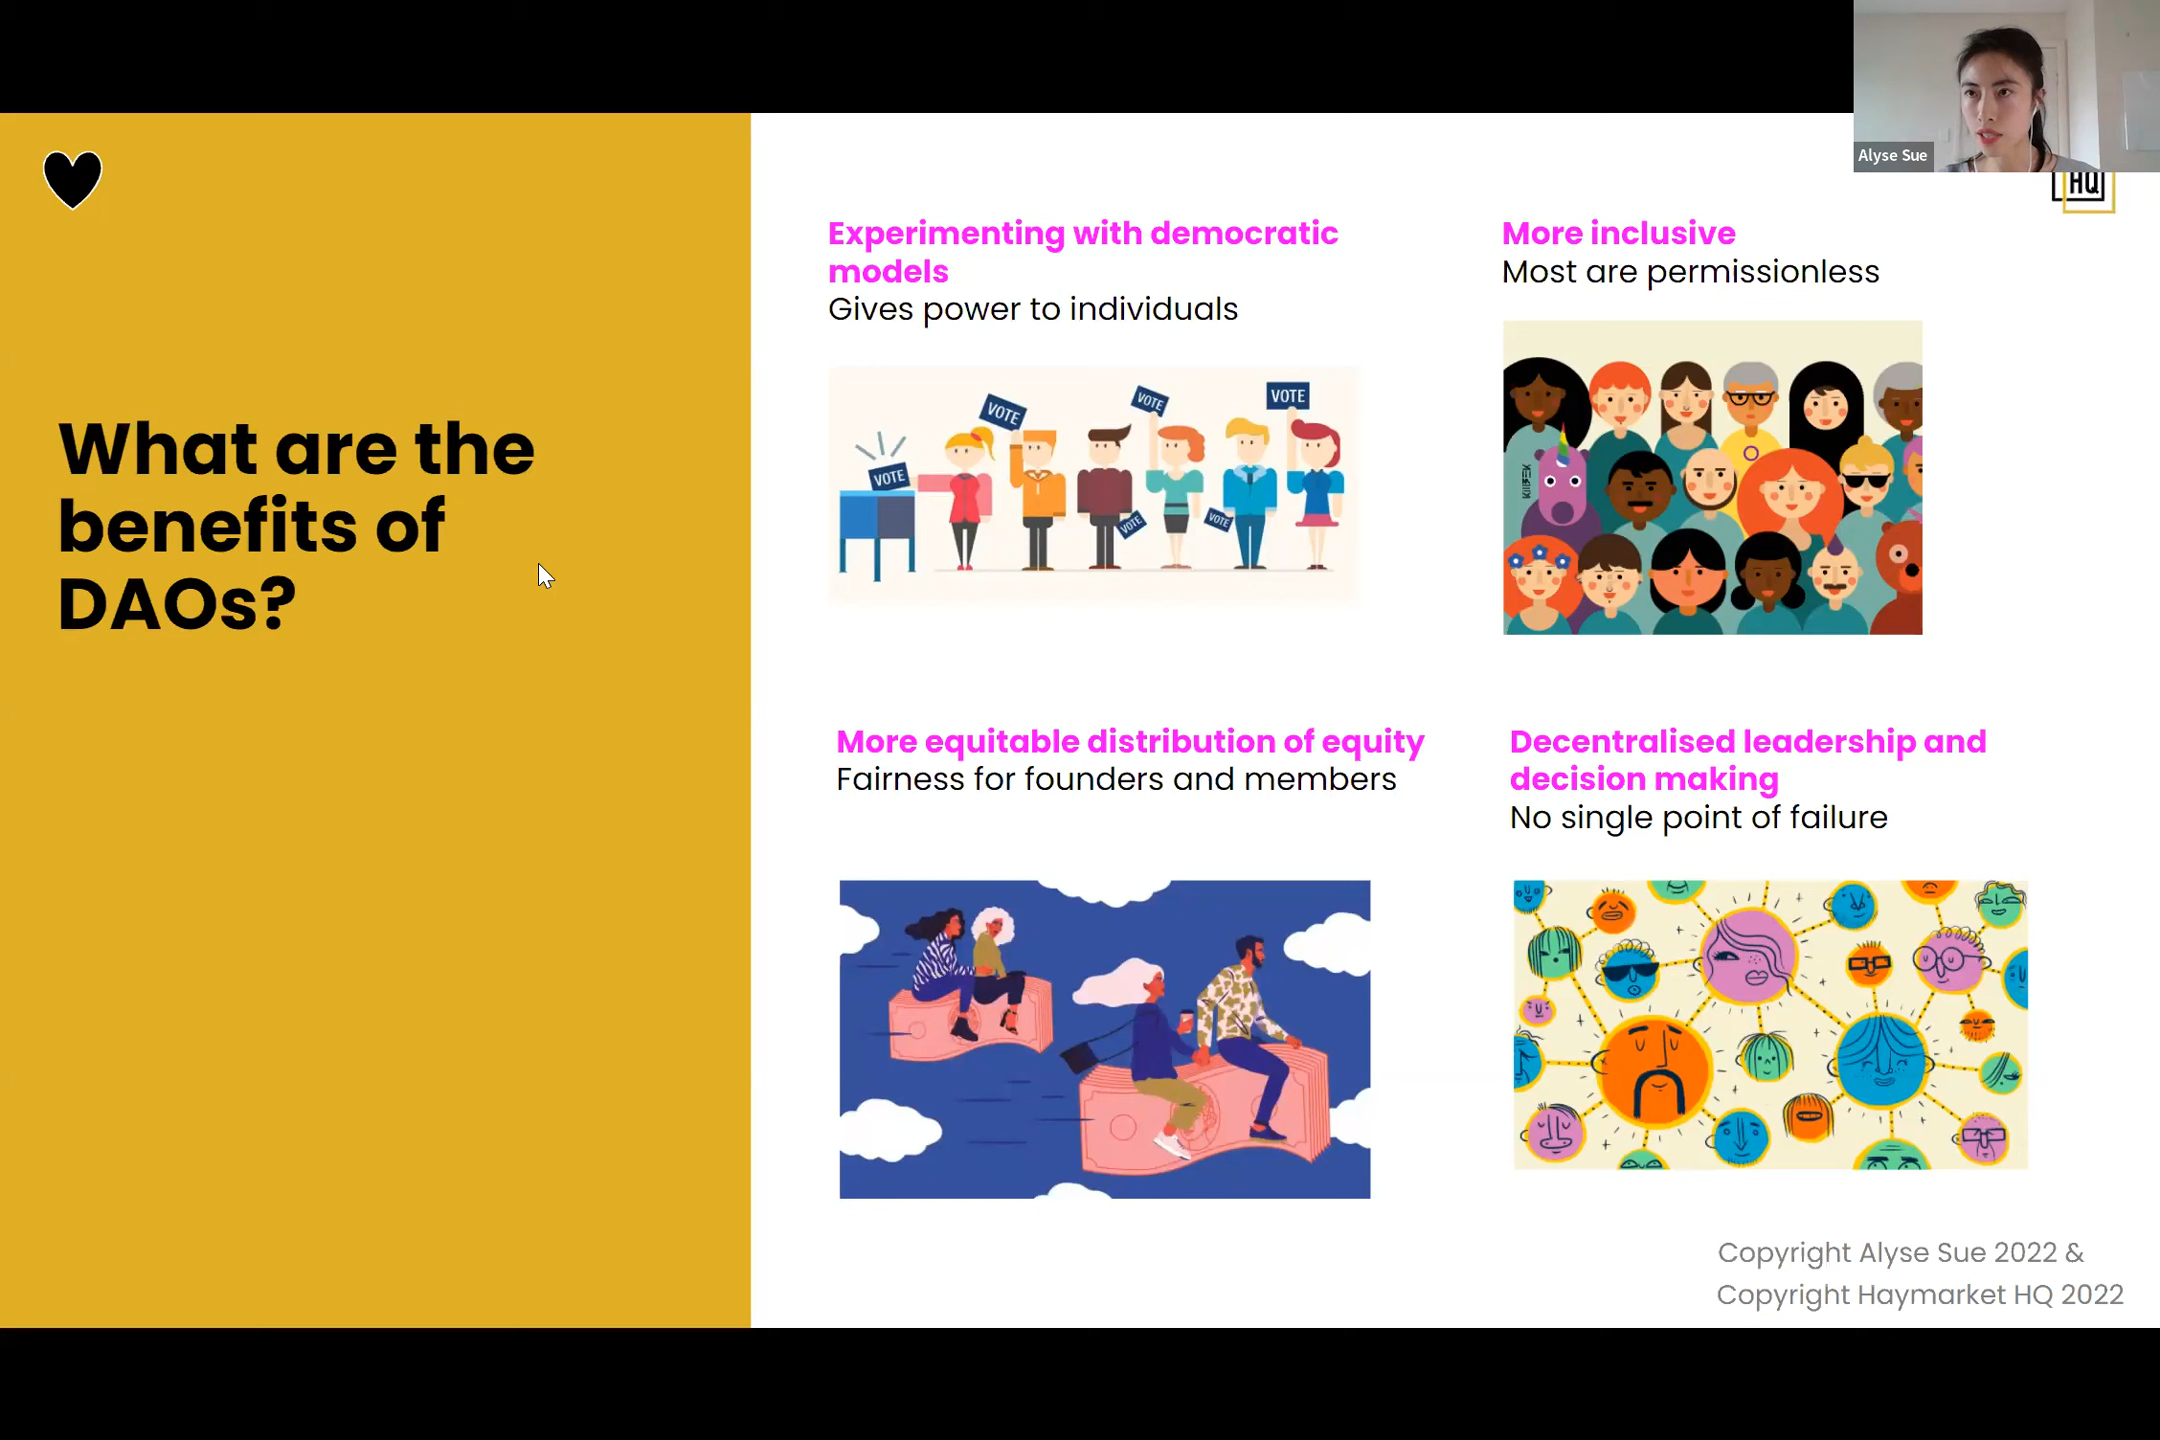 Alyse Sue
HQ
What are the
benefits of
DAOs?
Experimenting with democratic
models
Gives power to individuals
VOTE
VOTE
VOTE
VOTE
VOTE
VOTE
More inclusive
Most are permissionless
KILBEK
More equitable distribution of equity
Fairness for founders and members
Decentralised leadership and
decision making
No single point of failure
Copyright Alyse Sue 2022 &
Copyright Haymarket HQ 2022